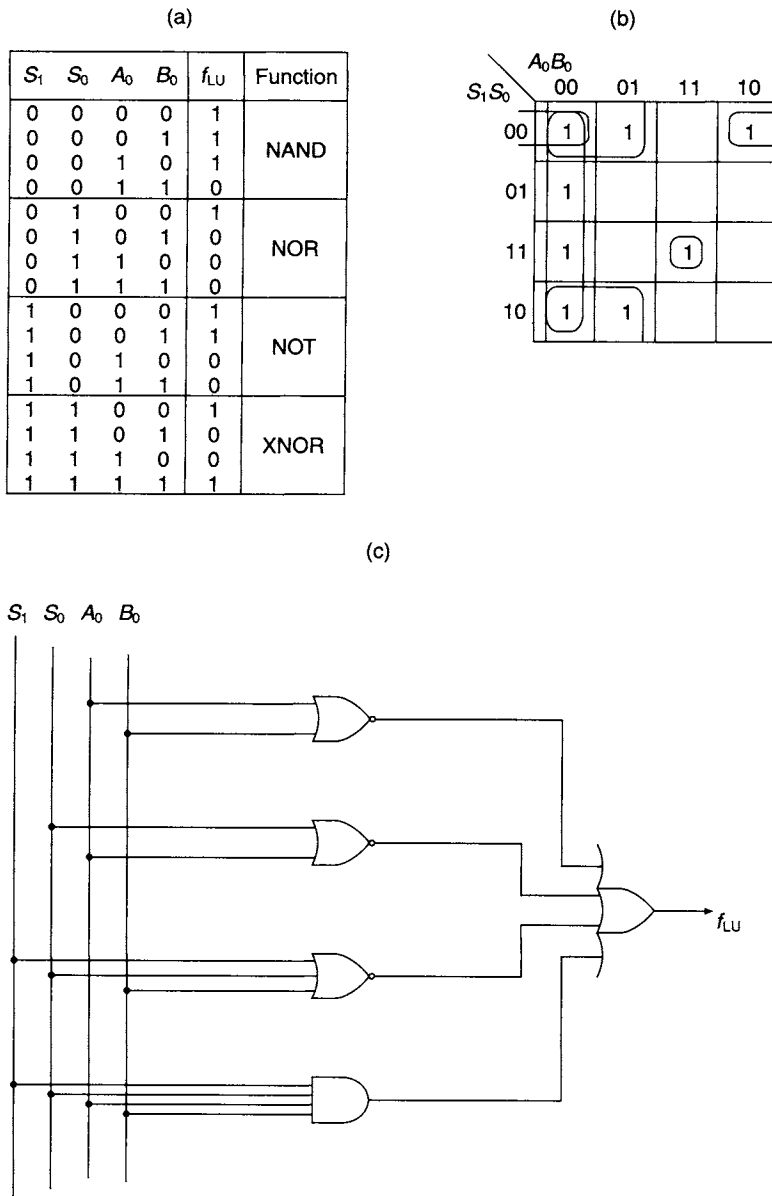 (a)
S1 S0 A0 B0 fLU Function
0 0 0 0 1
0 0 0 1 1
0 0 1 0 1
0 0 1 1 0
NAND
0 1 0 0 1
0 1 0 1 0
0 1 1 0 0
0 1 1 1 0
NOR
1 0 0 0 1
1 0 0 1 1
1 0 1 0 0
1 0 1 1 0
NOT
1 1 0 0 1
1 1 0 1 0
1 1 1 0 0
1 1 1 1 1
XNOR
(b)
A0B0
S1S0 00 01 11 10
00 1 1 1
01 1
11 1 1
10 1 1
(c)
S1 S0 A0 B0
fLU